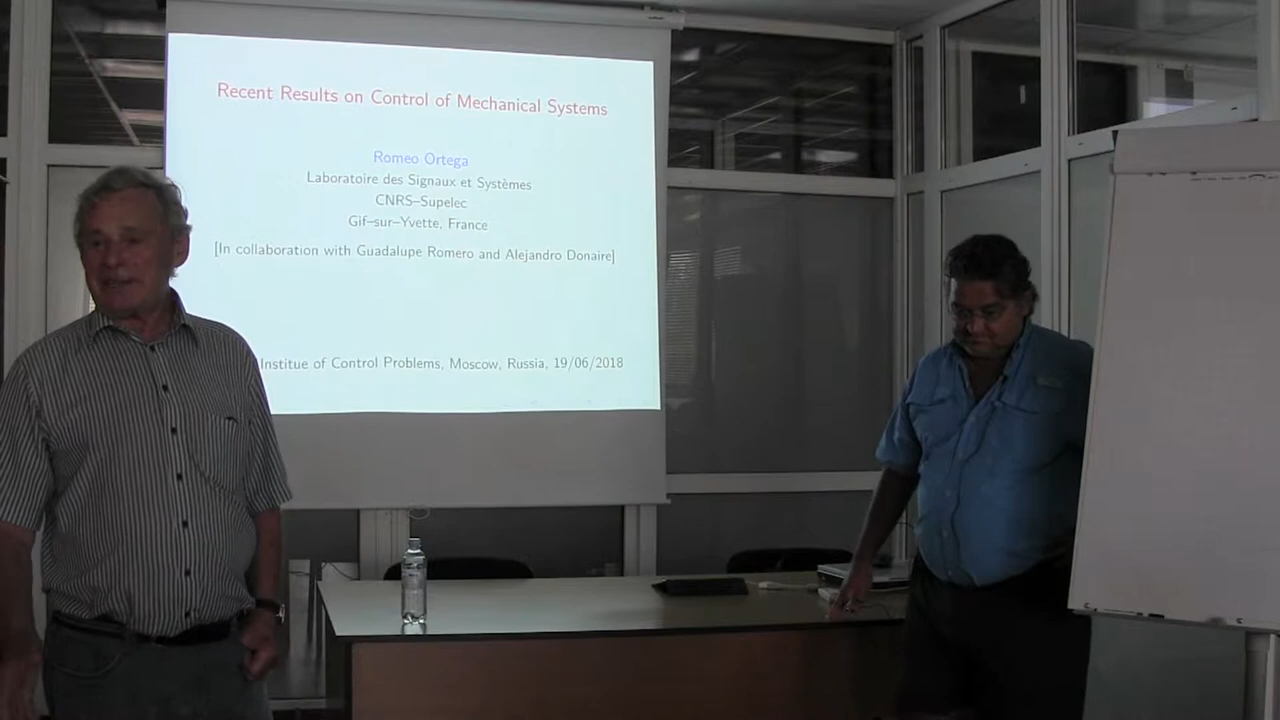 Recent Results on Control of Mechanical Systems
Romeo Ortega
Laboratoire des Signaux et Systèmes
CNRS–Supelec
Gif–sur–Yvette, France
[In collaboration with Guadalupe Romero and Alejandro Donaire]
Institue of Control Problems, Moscow, Russia, 19/06/2018